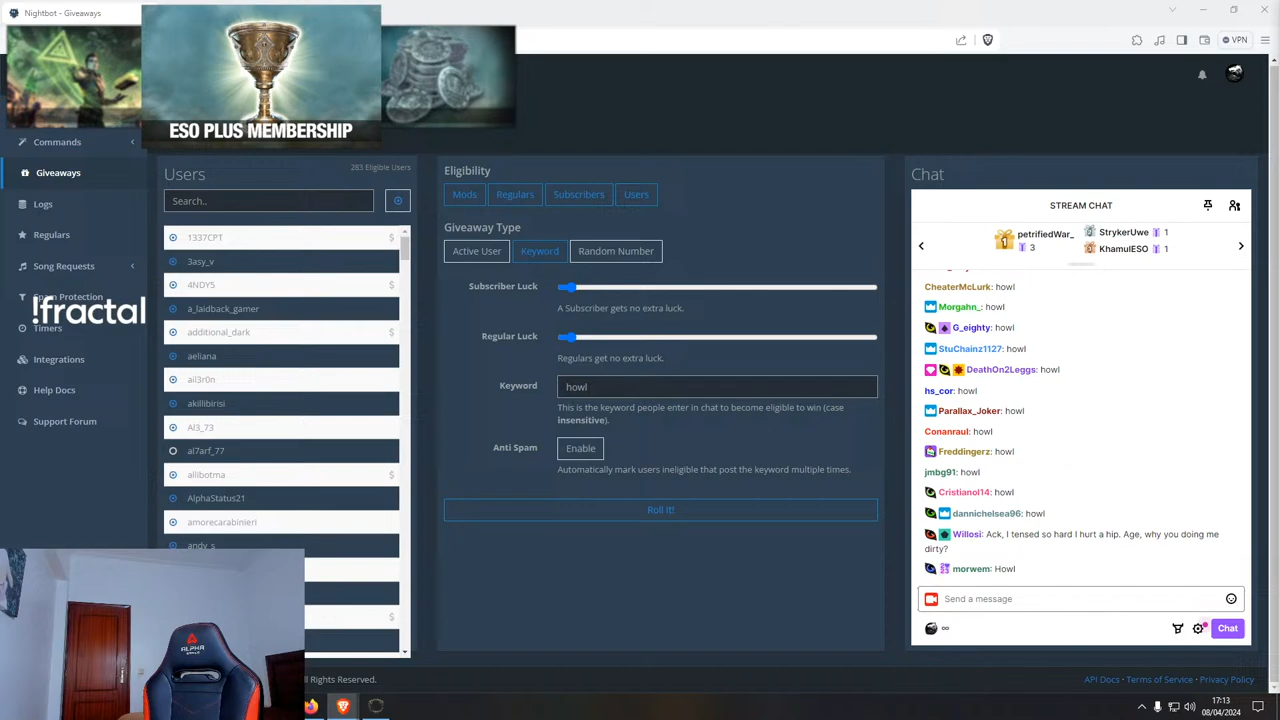 Nightbot - Giveaways
VPN
ESO PLUS MEMBERSHIP
Commands
Giveaways
Logs
Regulars
Song Requests
Spam Protection
!fractal
Timers
Integrations
Help Docs
Support Forum
Users
283 Eligible Users
Search..
1337CPT $
3asy_v
4NDY5 $
a_laidback_gamer
additional_dark $
aeliana
ail3r0n
akillibirisi
Al3_73
al7arf_77
allibotma $
AlphaStatus21
amorecarabinieri
andy_s
$
ALPHA
Eligibility
Mods
Regulars
Subscribers
Users
Giveaway Type
Active User
Keyword
Random Number
Subscriber Luck
A Subscriber gets no extra luck.
Regular Luck
Regulars get no extra luck.
Keyword
howl
This is the keyword people enter in chat to become eligible to win (case
insensitive).
Anti Spam
Enable
Automatically mark users ineligible that post the keyword multiple times.
Roll It!
Chat
STREAM CHAT
petrifiedWar_
3
StrykerUwe 1
KhamulESO 1
CheaterMcLurk: howl
Morgahn_: howl
G_eighty: howl
StuChainz1127: howl
DeathOn2Leggs: howl
hs_cor: howl
Parallax_Joker: howl
Conanraul: howl
Freddingerz: howl
jmbg91: howl
Cristianol14: howl
dannichelsea96: howl
Willosi: Ack, I tensed so hard I hurt a hip. Age, why you doing me
dirty?
morwem: Howl
Send a message
∞
Chat
All Rights Reserved.
API Docs - Terms of Service - Privacy Policy
17:13
08/04/2024